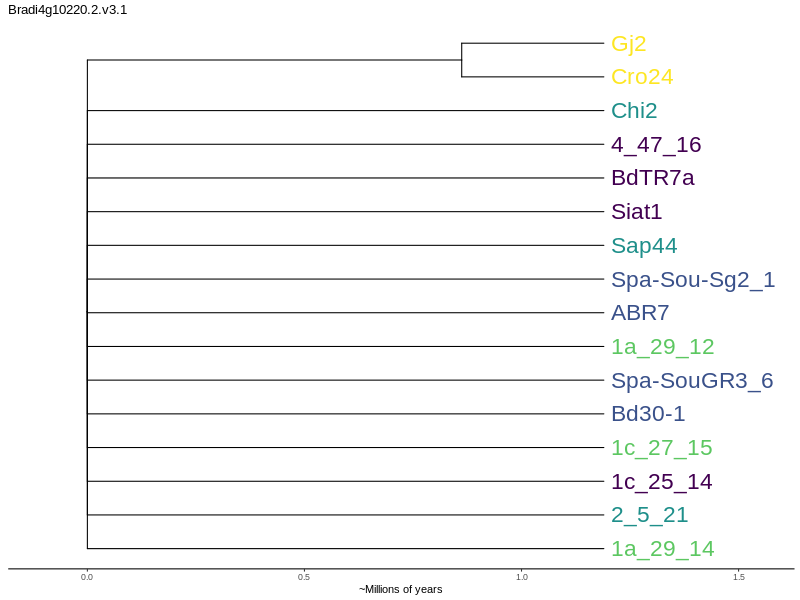 Bradi4g10220.2.v3.1
Gj2
Cro24
Chi2
4_47_16
BdTR7a
Siat1
Sap44
Spa-Sou-Sg2_1
ABR7
1a_29_12
Spa-SouGR3_6
Bd30-1
1c_27_15
1c_25_14
2_5_21
1a_29_14
0.0 0.5 1.0 1.5
~Millions of years